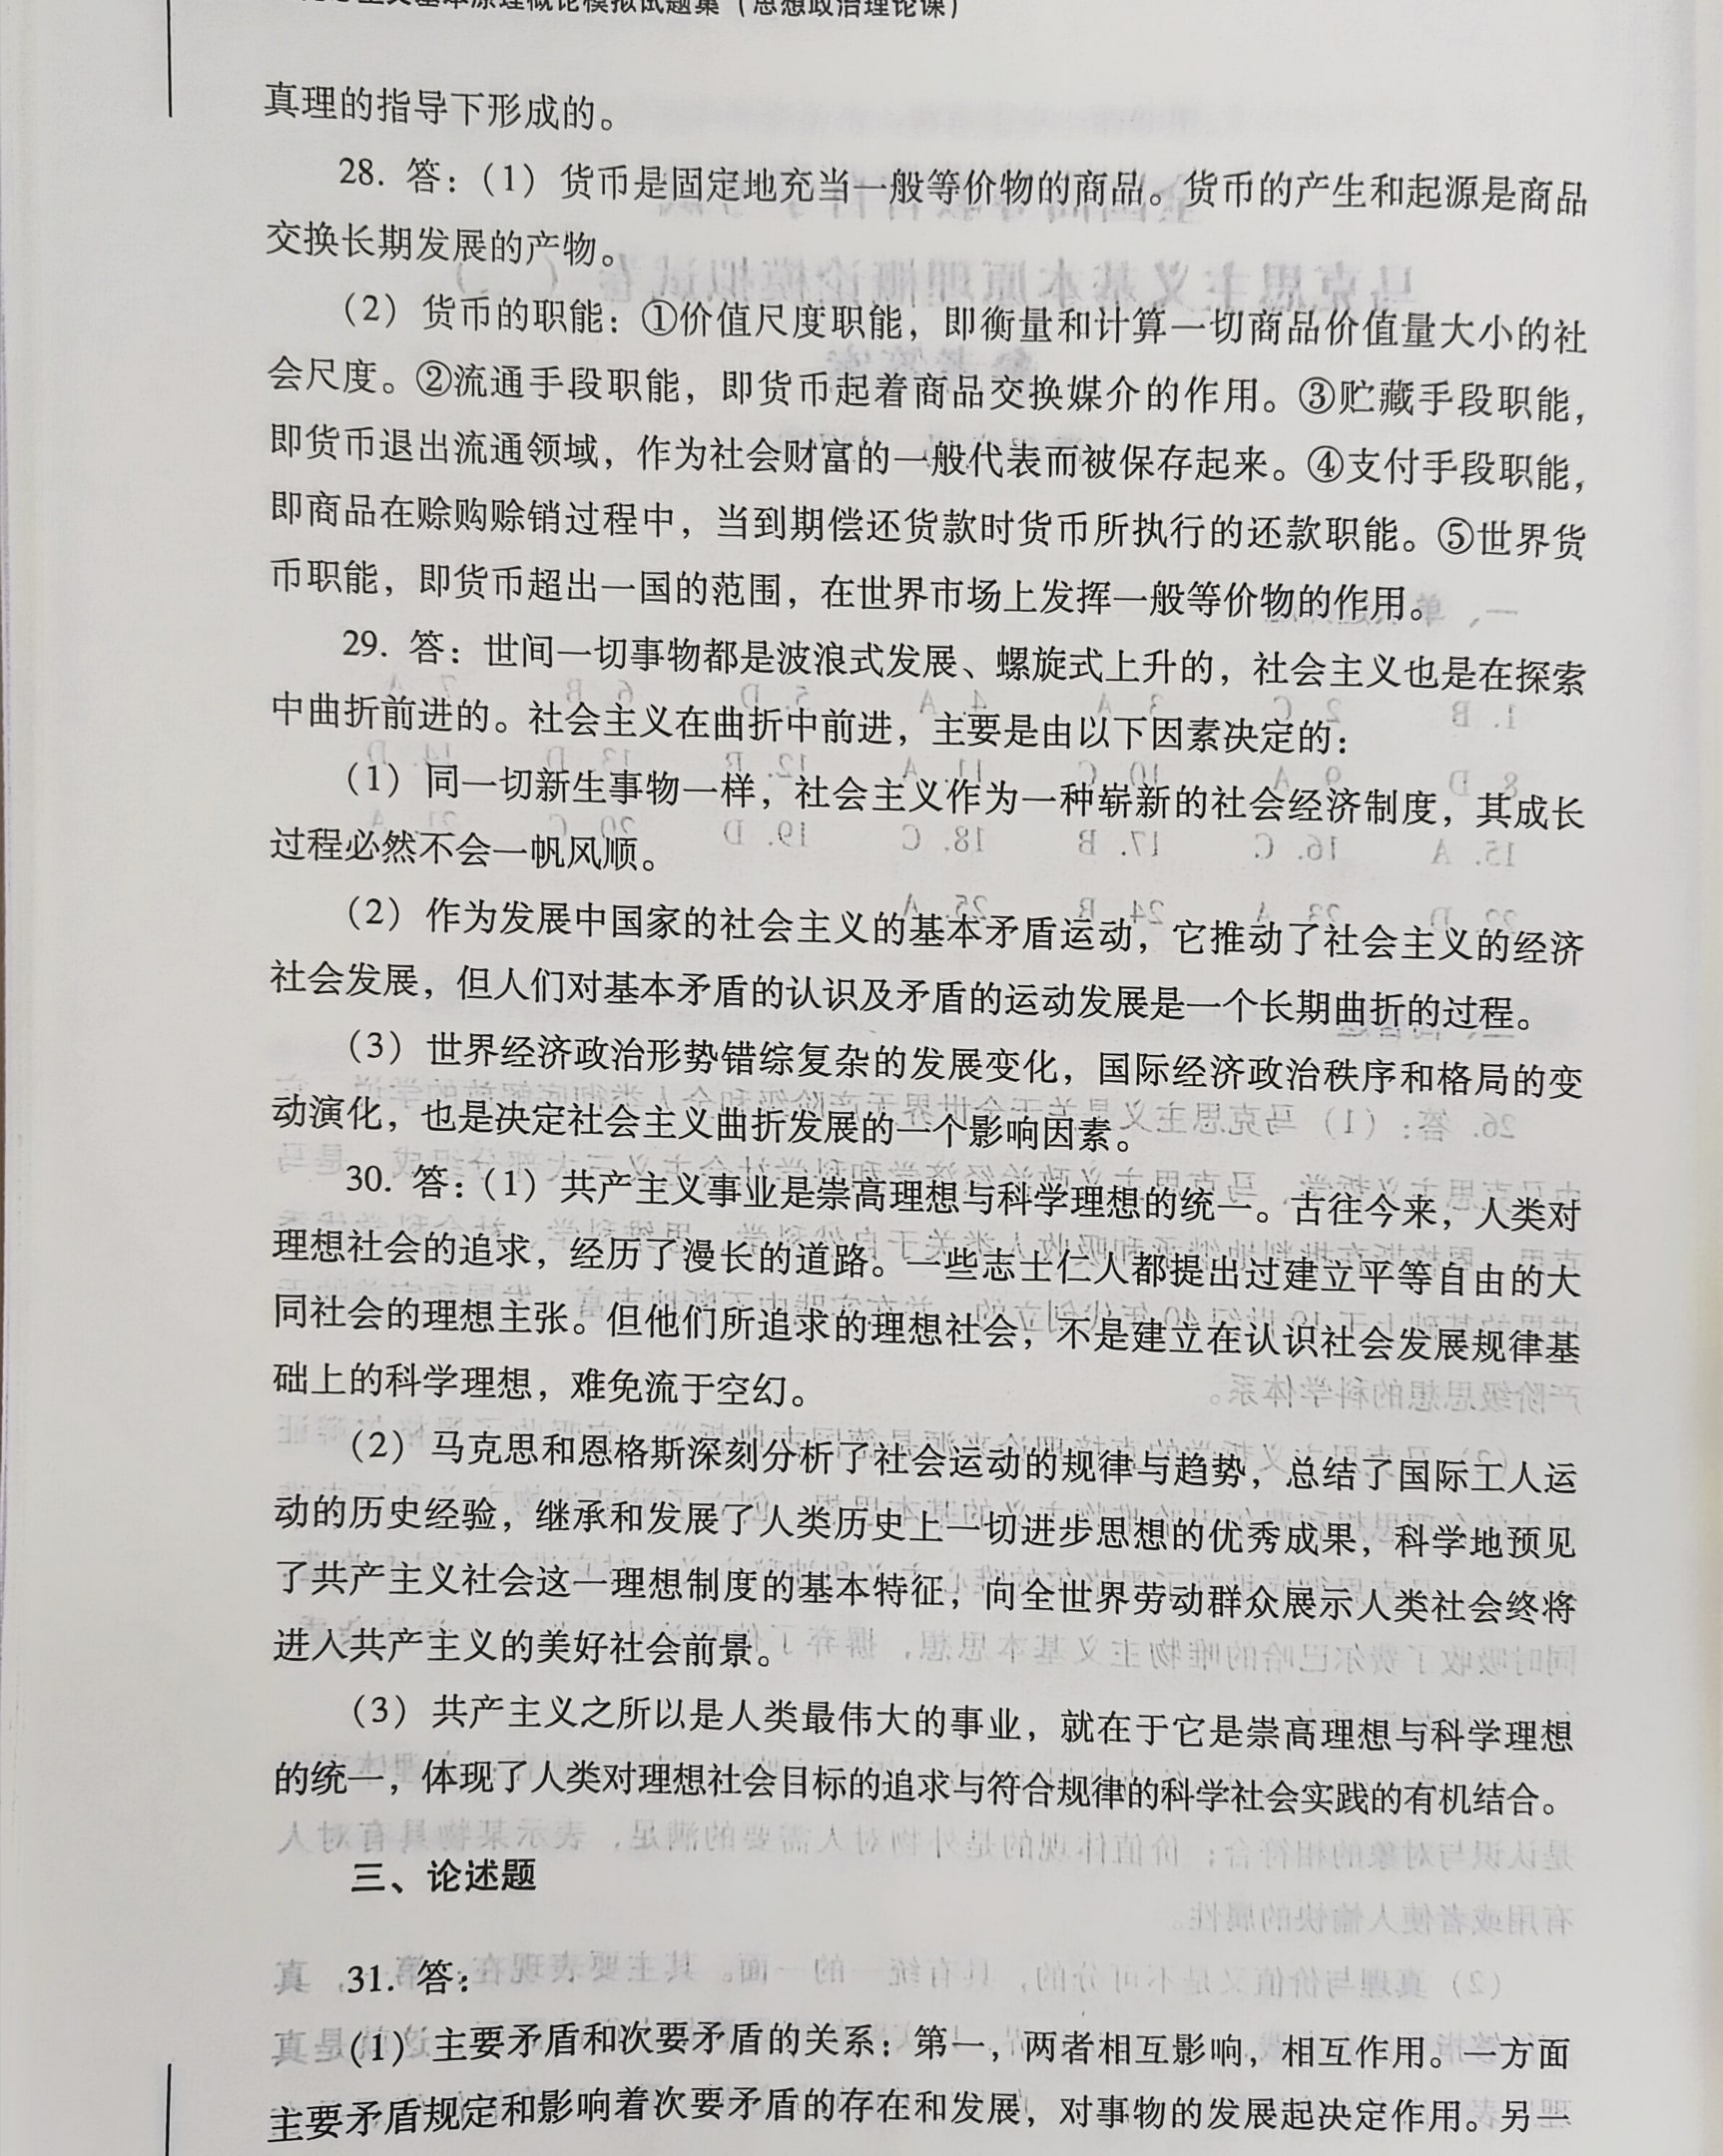 主义基本原理概论模拟试题集（思想政治理论课）
真理的指导下形成的。
28. 答：（1）货币是固定地充当一般等价物的商品。货币的产生和起源是商品
交换长期发展的产物。
（2）货币的职能：①价值尺度职能，即衡量和计算一切商品价值量大小的社
会尺度。②流通手段职能，即货币起着商品交换媒介的作用。③贮藏手段职能，
即货币退出流通领域，作为社会财富的一般代表而被保存起来。④支付手段职能，
即商品在赊购赊销过程中，当到期偿还货款时货币所执行的还款职能。⑤世界货
币职能，即货币超出一国的范围，在世界市场上发挥一般等价物的作用。
29. 答：世间一切事物都是波浪式发展、螺旋式上升的，社会主义也是在探索
中曲折前进的。社会主义在曲折中前进，主要是由以下因素决定的：
（1）同一切新生事物一样，社会主义作为一种崭新的社会经济制度，其成长
过程必然不会一帆风顺。
（2）作为发展中国家的社会主义的基本矛盾运动，它推动了社会主义的经济
社会发展，但人们对基本矛盾的认识及矛盾的运动发展是一个长期曲折的过程。
（3）世界经济政治形势错综复杂的发展变化，国际经济政治秩序和格局的变
动演化，也是决定社会主义曲折发展的一个影响因素。
30. 答：（1）共产主义事业是崇高理想与科学理想的统一。古往今来，人类对
理想社会的追求，经历了漫长的道路。一些志士仁人都提出过建立平等自由的大
同社会的理想主张。但他们所追求的理想社会，不是建立在认识社会发展规律基
础上的科学理想，难免流于空幻。
（2）马克思和恩格斯深刻分析了社会运动的规律与趋势，总结了国际工人运
动的历史经验，继承和发展了人类历史上一切进步思想的优秀成果，科学地预见
了共产主义社会这一理想制度的基本特征，向全世界劳动群众展示人类社会终将
进入共产主义的美好社会前景。
（3）共产主义之所以是人类最伟大的事业，就在于它是崇高理想与科学理想
的统一，体现了人类对理想社会目标的追求与符合规律的科学社会实践的有机结合。
三、论述题
31. 答：
（1）主要矛盾和次要矛盾的关系：第一，两者相互影响，相互作用。一方面
主要矛盾规定和影响着次要矛盾的存在和发展，对事物的发展起决定作用。另一